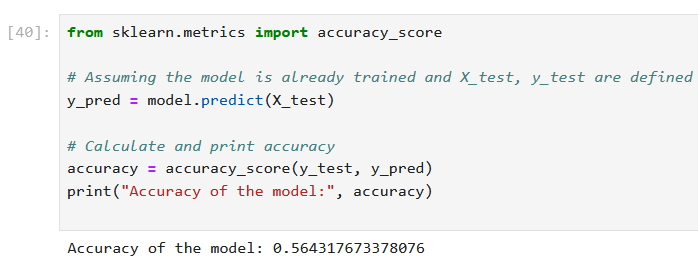 [40]:
from sklearn.metrics import accuracy_score
# Assuming the model is already trained and X_test, y_test are defined
y_pred = model.predict(X_test)
# Calculate and print accuracy
accuracy = accuracy_score(y_test, y_pred)
print("Accuracy of the model:", accuracy)
Accuracy of the model: 0.564317673378076